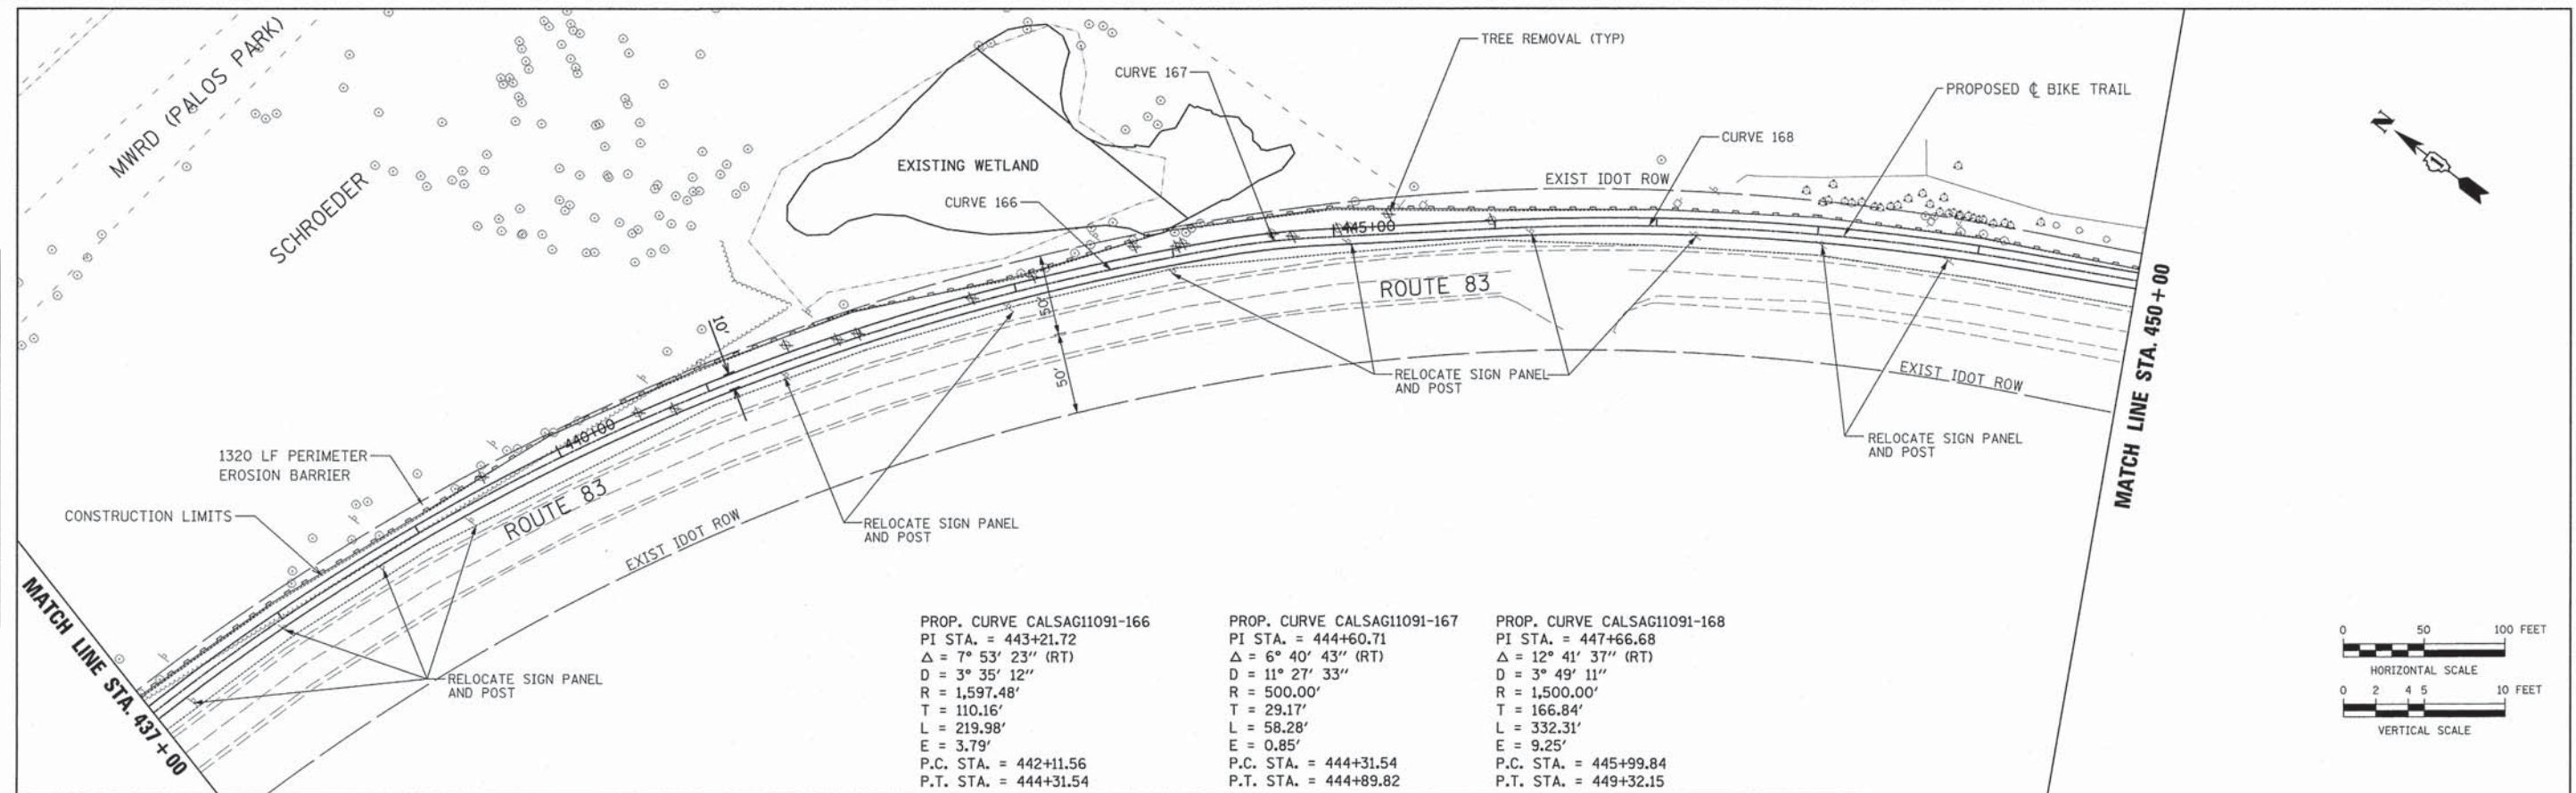 MWRD (PALOS PARK)
SCHROEDER
TREE REMOVAL (TYP)
CURVE 167
PROPOSED ℄ BIKE TRAIL
CURVE 168
N
EXISTING WETLAND
CURVE 166
EXIST IDOT ROW
445+00
ROUTE 83
50'
50'
10'
RELOCATE SIGN PANEL
AND POST
EXIST IDOT ROW
RELOCATE SIGN PANEL
AND POST
MATCH LINE STA. 450+00
440+00
1320 LF PERIMETER
EROSION BARRIER
CONSTRUCTION LIMITS
ROUTE 83
EXIST IDOT ROW
RELOCATE SIGN PANEL
AND POST
MATCH LINE STA. 437+00
RELOCATE SIGN PANEL
AND POST
PROP. CURVE CALSAG11091-166
PI STA. = 443+21.72
Δ = 7° 53' 23" (RT)
D = 3° 35' 12"
R = 1,597.48'
T = 110.16'
L = 219.98'
E = 3.79'
P.C. STA. = 442+11.56
P.T. STA. = 444+31.54
PROP. CURVE CALSAG11091-167
PI STA. = 444+60.71
Δ = 6° 40' 43" (RT)
D = 11° 27' 33"
R = 500.00'
T = 29.17'
L = 58.28'
E = 0.85'
P.C. STA. = 444+31.54
P.T. STA. = 444+89.82
PROP. CURVE CALSAG11091-168
PI STA. = 447+66.68
Δ = 12° 41' 37" (RT)
D = 3° 49' 11"
R = 1,500.00'
T = 166.84'
L = 332.31'
E = 9.25'
P.C. STA. = 445+99.84
P.T. STA. = 449+32.15
0 50 100 FEET
HORIZONTAL SCALE
0 2 4 5 10 FEET
VERTICAL SCALE